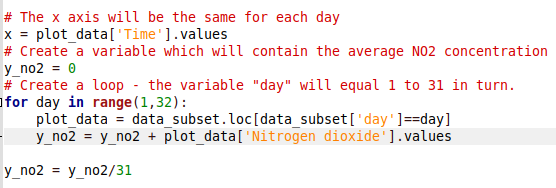 # The x axis will be the same for each day
x = plot_data['Time'].values
# Create a variable which will contain the average NO2 concentration
y_no2 = 0
# Create a loop - the variable "day" will equal 1 to 31 in turn.
for day in range(1,32):
    plot_data = data_subset.loc[data_subset['day']==day]
    y_no2 = y_no2 + plot_data['Nitrogen dioxide'].values
y_no2 = y_no2/31